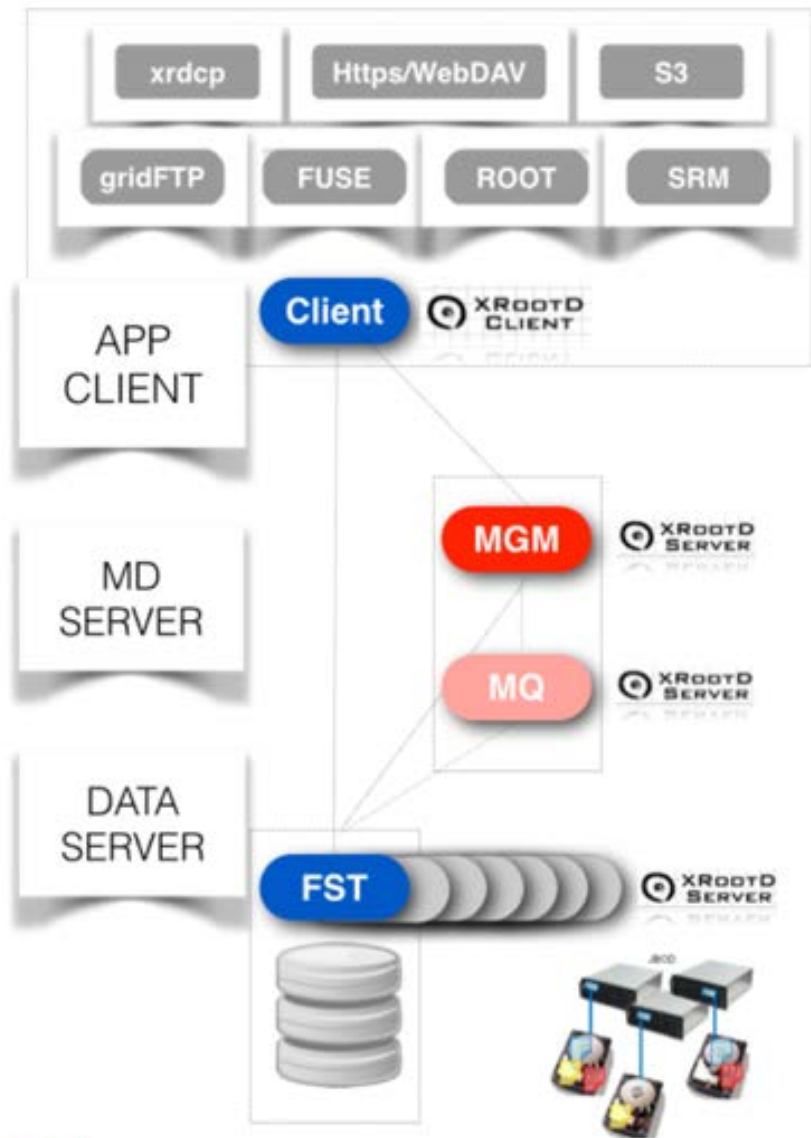 xrdcp Https/WebDAV S3
gridFTP FUSE ROOT SRM
APP
CLIENT
Client
XROOTD
CLIENT
MD
SERVER
MGM
XROOTD
SERVER
MQ
XROOTD
SERVER
DATA
SERVER
FST
XROOTD
SERVER
JBOD